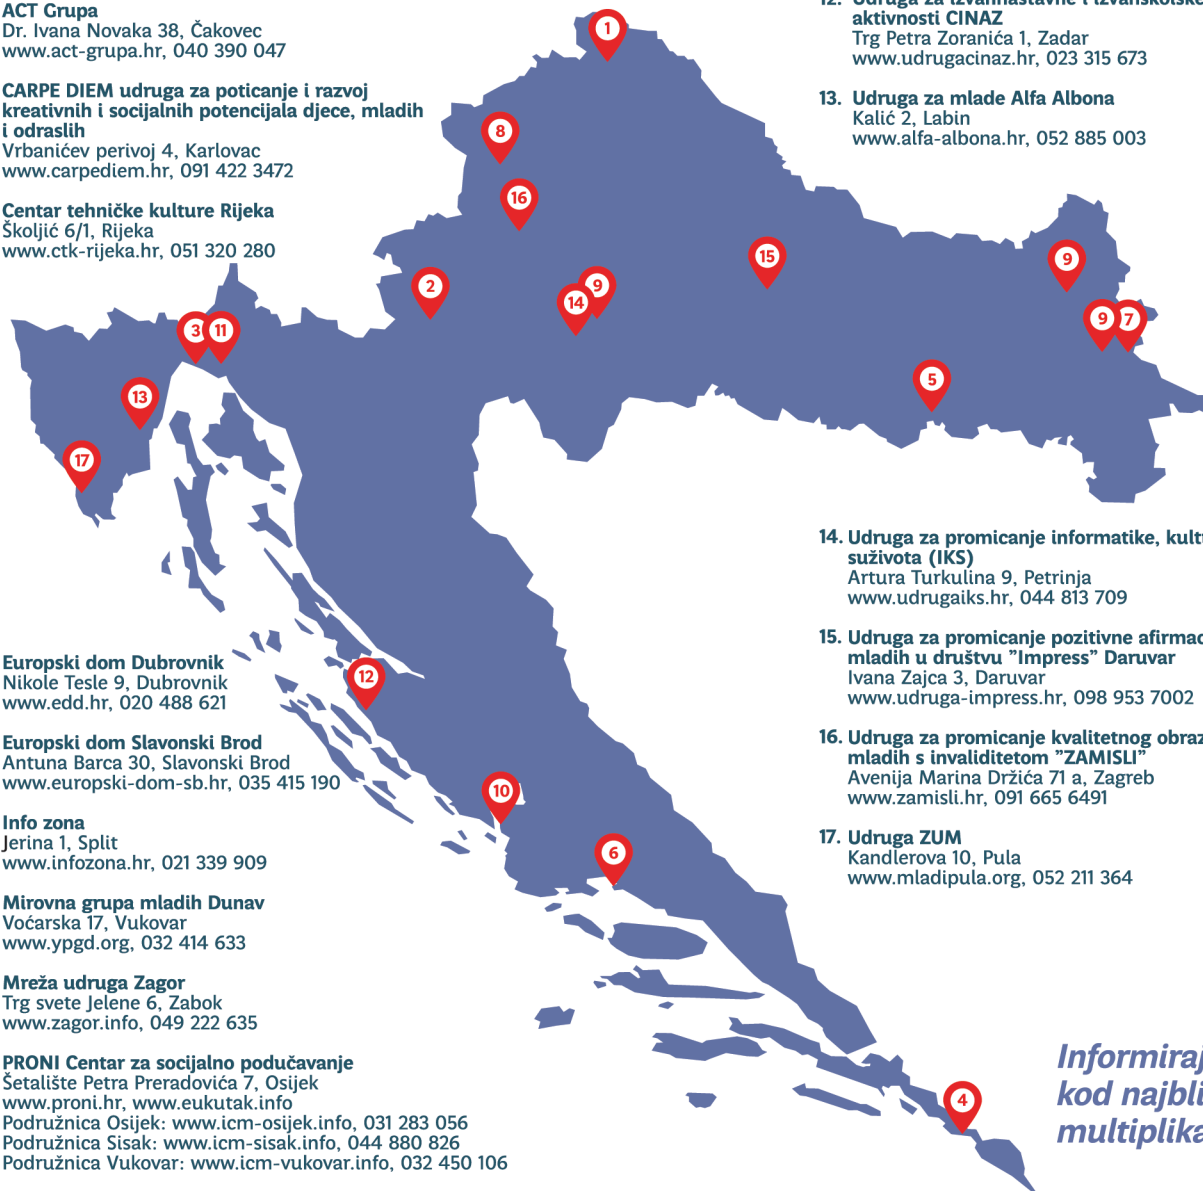 ACT Grupa
Dr. Ivana Novaka 38, Čakovec
www.act-grupa.hr, 040 390 047
CARPE DIEM udruga za poticanje i razvoj
kreativnih i socijalnih potencijala djece, mladih
i odraslih
Vrbanićev perivoj 4, Karlovac
www.carpediem.hr, 091 422 3472
Centar tehničke kulture Rijeka
Školjić 6/1, Rijeka
www.ctk-rijeka.hr, 051 320 280
12. Udruga za izvannastavne i izvanškolske
aktivnosti CINAZ
Trg Petra Zoranića 1, Zadar
www.udrugacinaz.hr, 023 315 673
13. Udruga za mlade Alfa Albona
Kalić 2, Labin
www.alfa-albona.hr, 052 885 003
1
8
16
15
9
2
9
14
9
7
3
11
5
13
17
12
10
6
4
Europski dom Dubrovnik
Nikole Tesle 9, Dubrovnik
www.edd.hr, 020 488 621
Europski dom Slavonski Brod
Antuna Barca 30, Slavonski Brod
www.europski-dom-sb.hr, 035 415 190
Info zona
Jerina 1, Split
www.infozona.hr, 021 339 909
Mirovna grupa mladih Dunav
Voćarska 17, Vukovar
www.ypgd.org, 032 414 633
Mreža udruga Zagor
Trg svete Jelene 6, Zabok
www.zagor.info, 049 222 635
PRONI Centar za socijalno podučavanje
Šetalište Petra Preradovića 7, Osijek
www.proni.hr, www.eukutak.info
Podružnica Osijek: www.icm-osijek.info, 031 283 056
Podružnica Sisak: www.icm-sisak.info, 044 880 826
Podružnica Vukovar: www.icm-vukovar.info, 032 450 106
14. Udruga za promicanje informatike, kult
suživota (IKS)
Artura Turkulina 9, Petrinja
www.udrugaiks.hr, 044 813 709
15. Udruga za promicanje pozitivne afirmac
mladih u društvu ”Impress” Daruvar
Ivana Zajca 3, Daruvar
www.udruga-impress.hr, 098 953 7002
16. Udruga za promicanje kvalitetnog obraz
mladih s invaliditetom ”ZAMISLI”
Avenija Marina Držića 71 a, Zagreb
www.zamisli.hr, 091 665 6491
17. Udruga ZUM
Kandlerova 10, Pula
www.mladipula.org, 052 211 364
Informiraj
kod najbli
multiplika